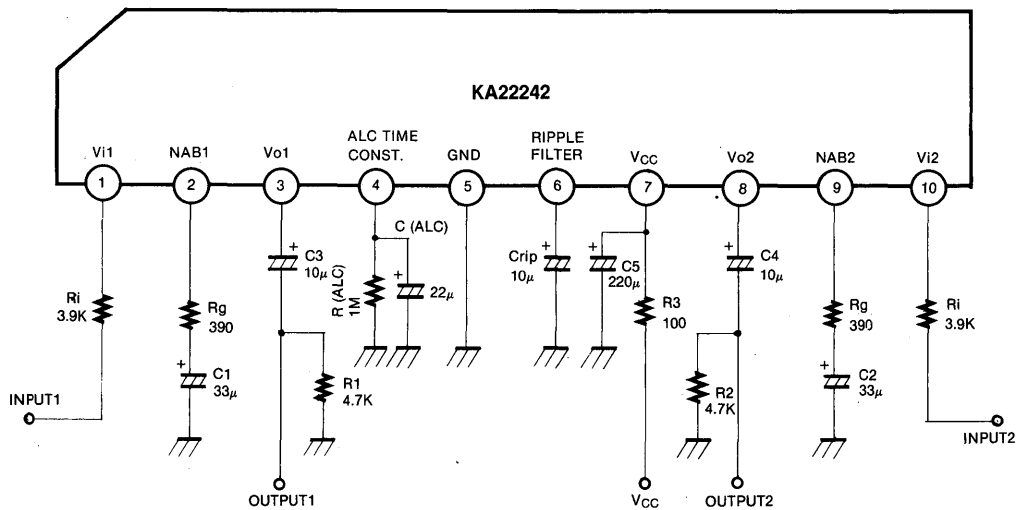 KA22242
Vi1
NAB1
Vo1
ALC TIME
CONST.
GND
RIPPLE
FILTER
VCC
Vo2
NAB2
Vi2
1
2
3
4
5
6
7
8
9
10
C (ALC)
C3
10μ
R (ALC)
1M
22μ
Crip
10μ
C5
220μ
C4
10μ
Ri
3.9K
Rg
390
R3
100
Rg
390
Ri
3.9K
C1
33μ
R1
4.7K
R2
4.7K
C2
33μ
INPUT1
INPUT2
OUTPUT1
VCC
OUTPUT2